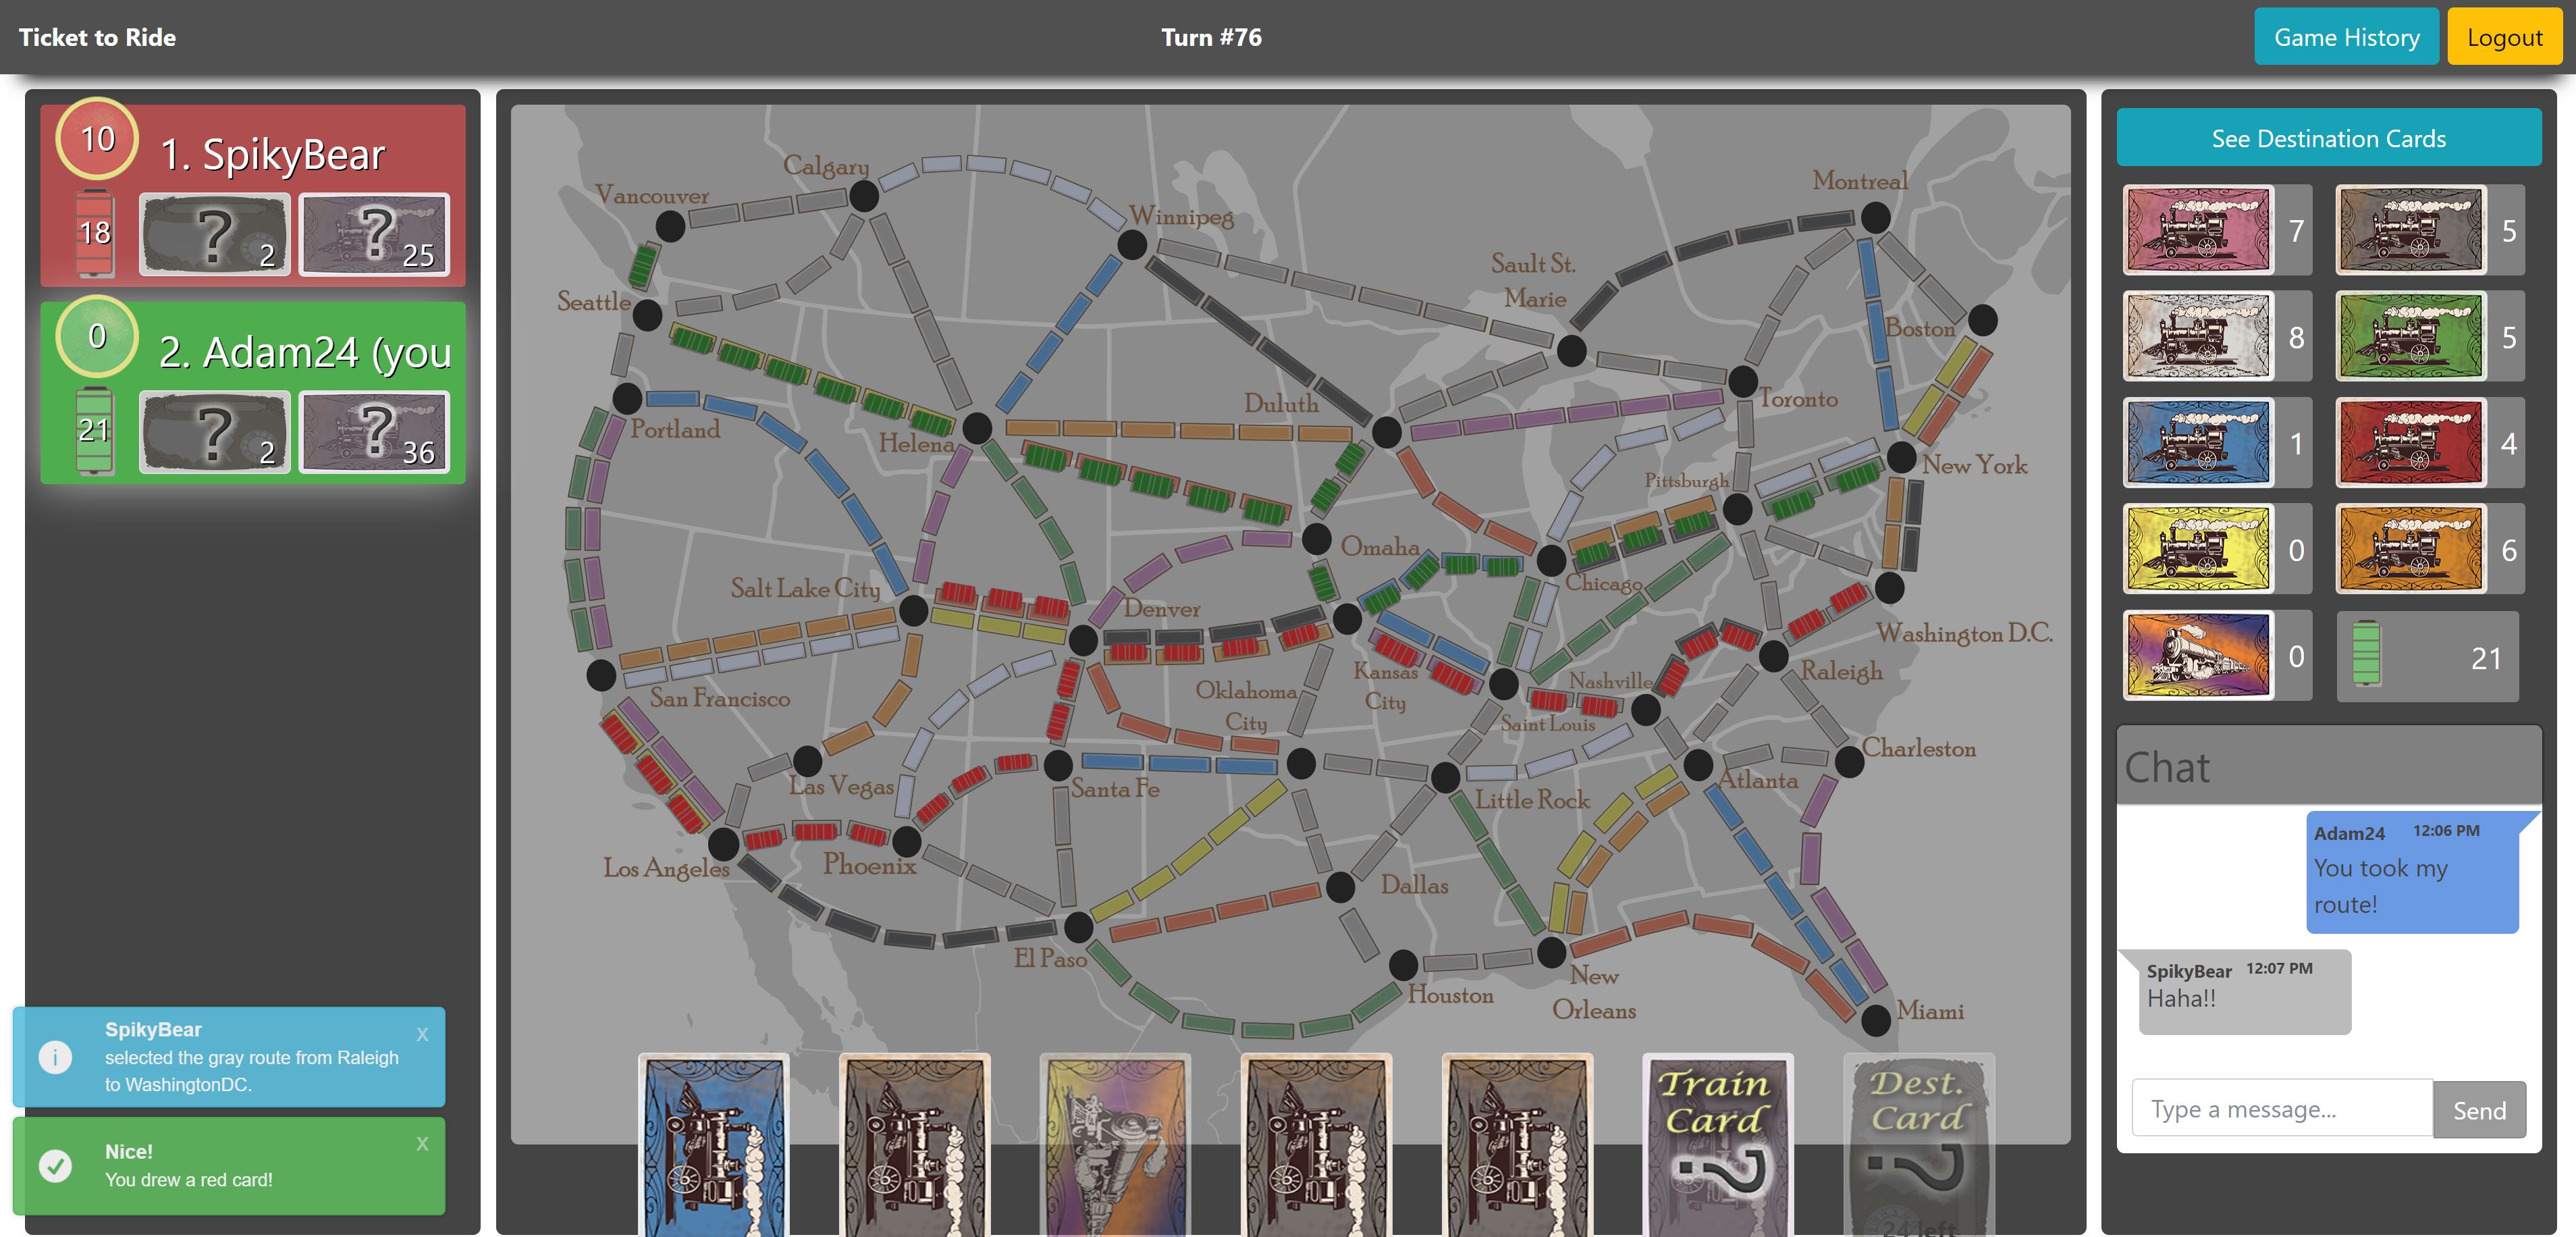 Ticket to Ride
Turn #76
Game History
Logout
10
1. SpikyBear
18
?
2
?
25
0
2. Adam24 (you
21
?
2
?
36
SpikyBear
x
selected the gray route from Raleigh
to WashingtonDC.
Nice!
x
You drew a red card!
Calgary
Vancouver
Winnipeg
Montreal
Sault St.
Marie
Seattle
Boston
Duluth
Toronto
Portland
Helena
New York
Pittsburgh
Omaha
Chicago
Salt Lake City
Denver
Washington D.C.
San Francisco
Oklahoma
City
Kansas
City
Nashville
Raleigh
Saint Louis
Las Vegas
Santa Fe
Little Rock
Atlanta
Charleston
Los Angeles
Phoenix
Dallas
El Paso
Houston
New
Orleans
Miami
Train
Card
?
Dest.
Card
?
24 left
See Destination Cards
7
5
8
5
1
4
0
6
0
21
Chat
Adam24 12:06 PM
You took my
route!
SpikyBear 12:07 PM
Haha!!
Type a message...
Send